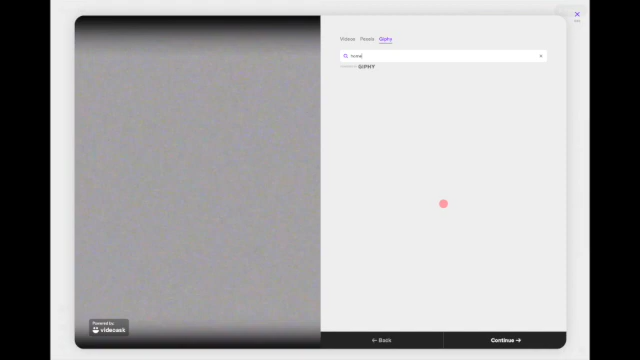 Videos Pexels Giphy
GIPHY
Powered by
videoask
← Back
Continue →